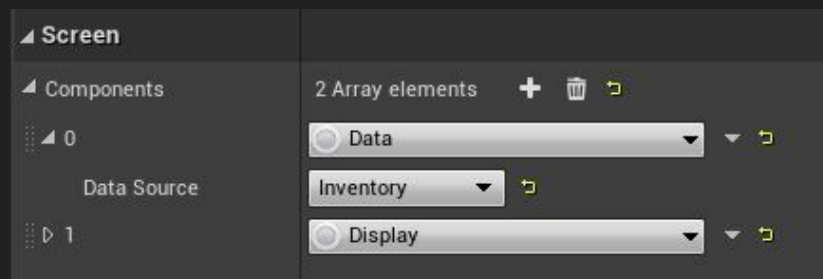 Screen
Components 2 Array elements
0 Data
Data Source Inventory
1 Display